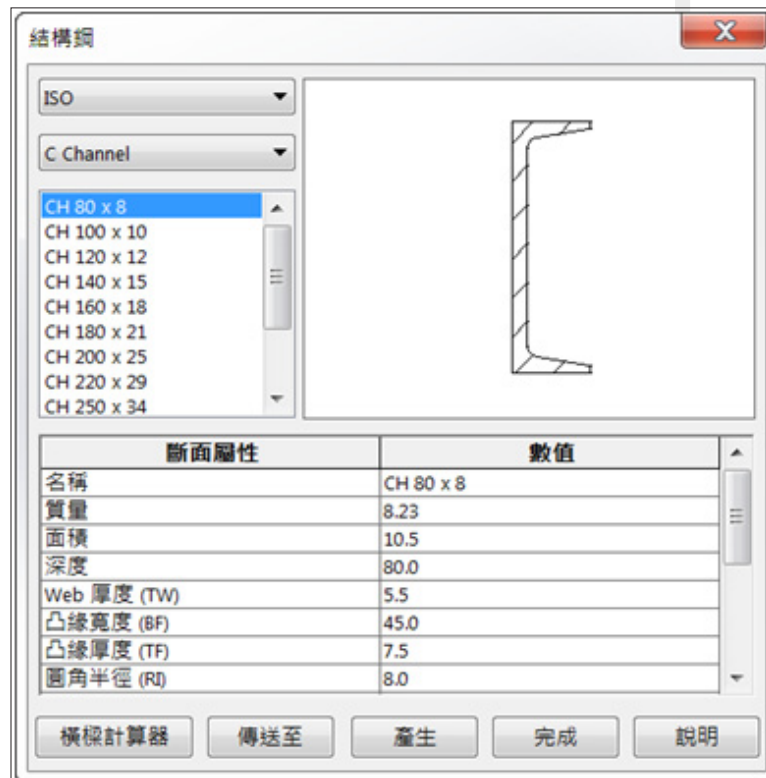 結構鋼
ISO
C Channel
CH 80 x 8
CH 100 x 10
CH 120 x 12
CH 140 x 15
CH 160 x 18
CH 180 x 21
CH 200 x 25
CH 220 x 29
CH 250 x 34
斷面屬性 數值
名稱 CH 80 x 8
質量 8.23
面積 10.5
深度 80.0
Web 厚度 (TW) 5.5
凸緣寬度 (BF) 45.0
凸緣厚度 (TF) 7.5
圓角半徑 (RI) 8.0
橫樑計算器 傳送至 產生 完成 說明